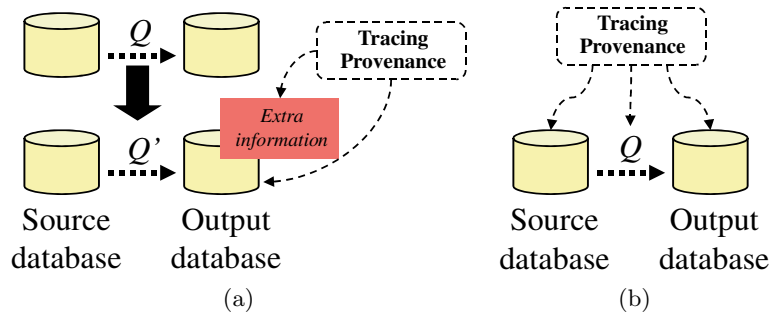 Q
Tracing
Provenance
Extra
information
Q’
Source
database
Output
database
(a)
Tracing
Provenance
Q
Source
database
Output
database
(b)